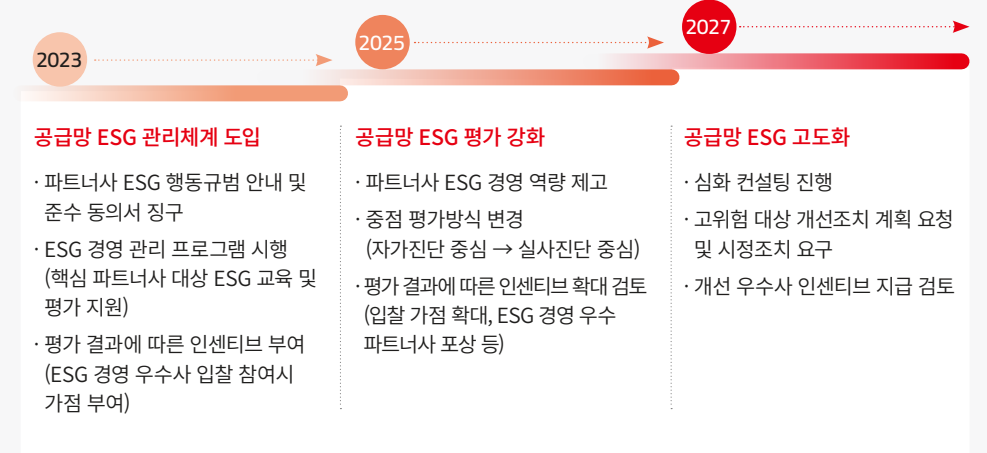 2023
2025
2027
공급망 ESG 관리체계 도입
· 파트너사 ESG 행동규범 안내 및
준수 동의서 징구
· ESG 경영 관리 프로그램 시행
(핵심 파트너사 대상 ESG 교육 및
평가 지원)
· 평가 결과에 따른 인센티브 부여
(ESG 경영 우수사 입찰 참여시
가점 부여)
공급망 ESG 평가 강화
· 파트너사 ESG 경영 역량 제고
· 중점 평가방식 변경
(자가진단 중심 → 실사진단 중심)
· 평가 결과에 따른 인센티브 확대 검토
(입찰 가점 확대, ESG 경영 우수
파트너사 포상 등)
공급망 ESG 고도화
· 심화 컨설팅 진행
· 고위험 대상 개선조치 계획 요청
및 시정조치 요구
· 개선 우수사 인센티브 지급 검토